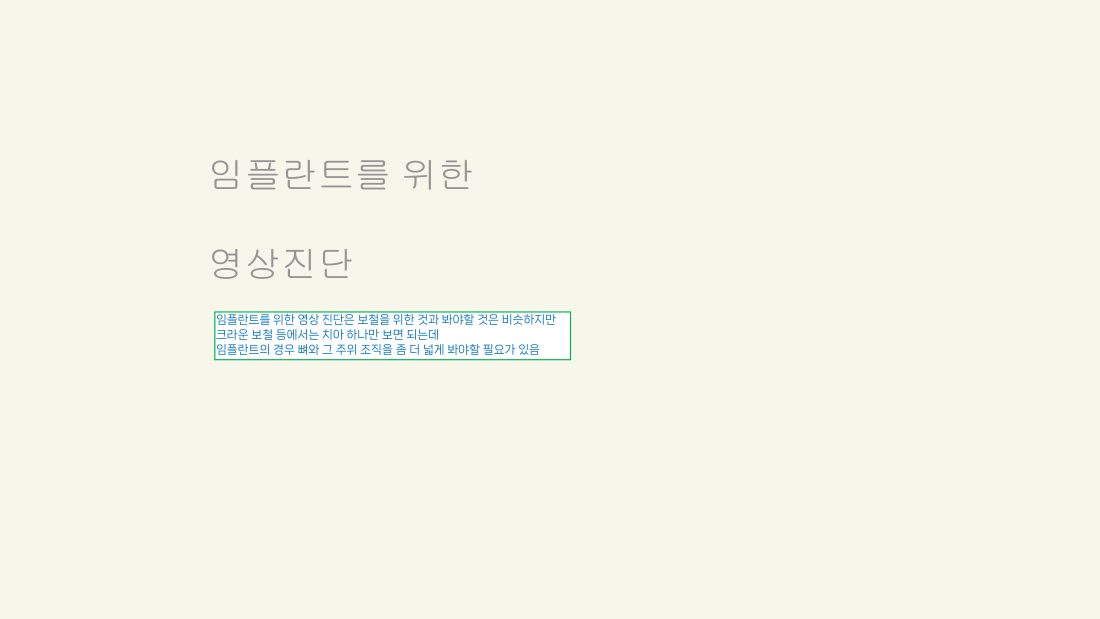 임플란트를 위한
영상진단
임플란트를 위한 영상 진단은 보철을 위한 것과 봐야할 것은 비슷하지만
크라운 보철 등에서는 치아 하나만 보면 되는데
임플란트의 경우 뼈와 그 주위 조직을 좀 더 넓게 봐야할 필요가 있음